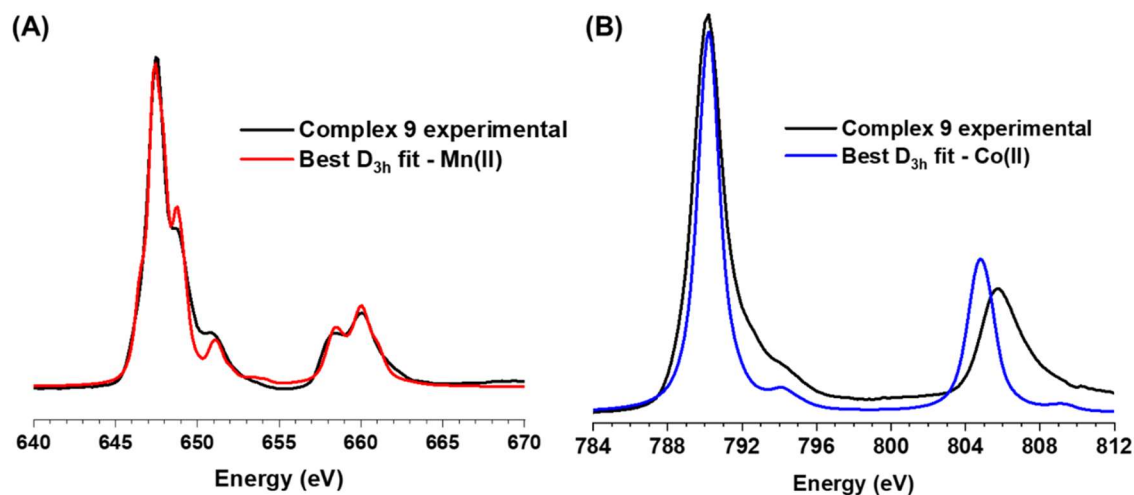 (A)
Complex 9 experimental
Best D3h fit - Mn(II)
640 645 650 655 660 665 670
Energy (eV)
(B)
Complex 9 experimental
Best D3h fit - Co(II)
784 788 792 796 800 804 808 812
Energy (eV)